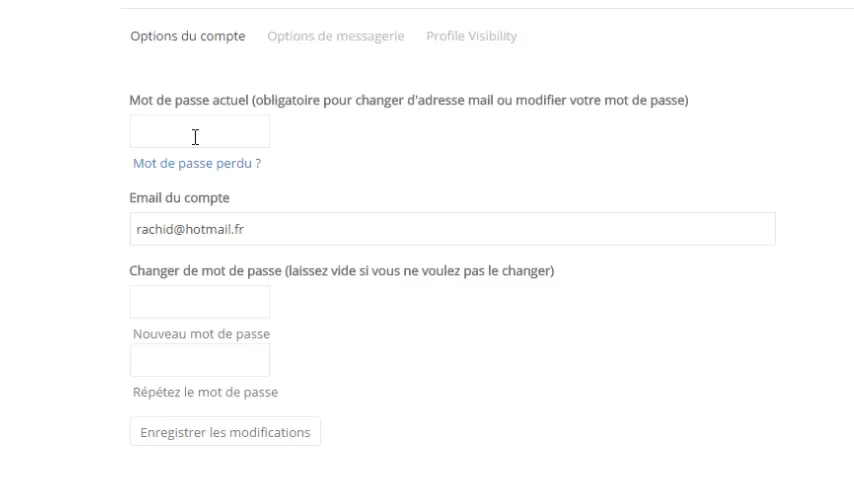 Options du compte Options de messagerie Profile Visibility
Mot de passe actuel (obligatoire pour changer d'adresse mail ou modifier votre mot de passe)
Mot de passe perdu ?
Email du compte
rachid@hotmail.fr
Changer de mot de passe (laissez vide si vous ne voulez pas le changer)
Nouveau mot de passe
Répétez le mot de passe
Enregistrer les modifications